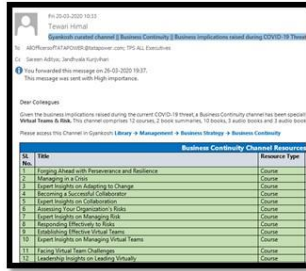 Fri 20-03-2020 10:33
Tewari Himal
Gyankosh curated channel || Business Continuity || Business implications raised during COVID-19 Threat
To AllOfficersofTATAPOWER@tatapower.com; TPS ALL Executives
Cc Sareen Aditya; Jandhyala Kurjvihari
You forwarded this message on 26-03-2020 19:37.
This message was sent with High importance.
Dear Colleagues
Given the business implications raised during the current COVID-19 threat, a Business Continuity channel has been speciall
Virtual Teams & Risk. This channel comprises 12 courses, 2 book summaries, 10 books, 3 audio books and 3 audio book
Please access this Channel in Gyankosh Library → Management → Business Strategy → Business Continuity
Business Continuity Channel Resources
SL No. Title Resource Type
1 Forging Ahead with Perseverance and Resilience Course
2 Managing in a Crisis Course
3 Expert Insights on Adapting to Change Course
4 Becoming a Successful Collaborator Course
5 Expert Insights on Collaboration Course
6 Assessing Your Organization's Risks Course
7 Expert Insights on Managing Risk Course
8 Responding Effectively to Risks Course
9 Establishing Effective Virtual Teams Course
10 Expert Insights on Managing Virtual Teams Course
11 Facing Virtual Team Challenges Course
12 Leadership Insights on Leading Virtually Course